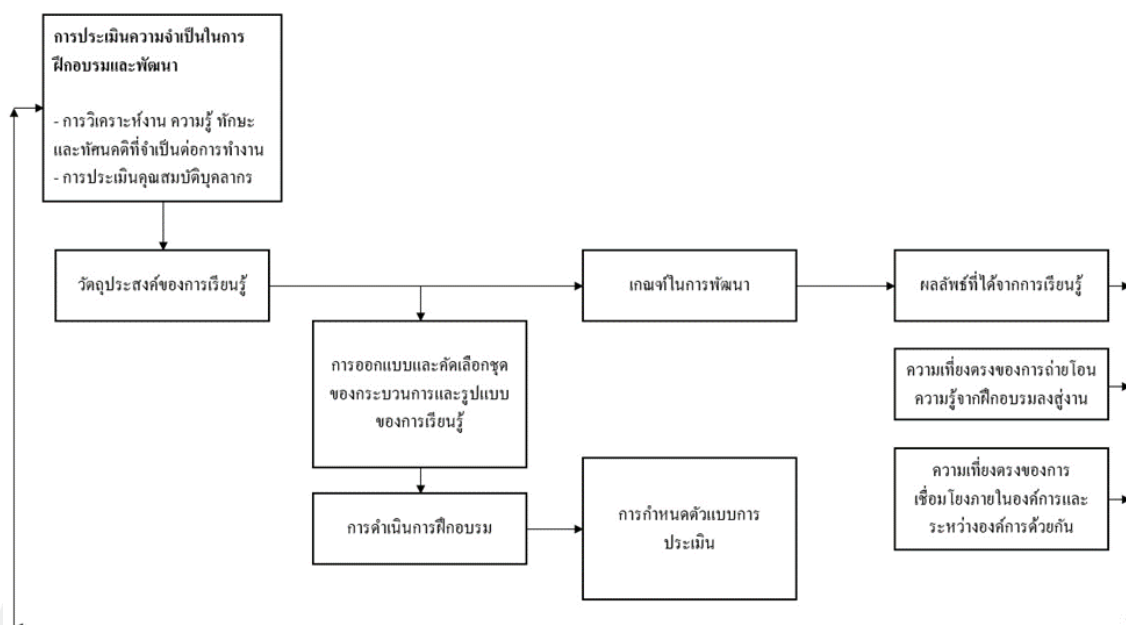 การประเมินความจำเป็นในการ
ฝึกอบรมและพัฒนา
- การวิเคราะห์งาน ความรู้ ทักษะ
และทัศนคติที่จำเป็นต่อการทำงาน
- การประเมินคุณสมบัติบุคลากร
วัตถุประสงค์ของการเรียนรู้
เกณฑ์ในการพัฒนา
ผลลัพธ์ที่ได้จากการเรียนรู้
การออกแบบและคัดเลือกชุด
ของกระบวนการและรูปแบบ
ของการเรียนรู้
ความเที่ยงตรงของการถ่ายโอน
ความรู้จากฝึกอบรมลงสู่งาน
ความเที่ยงตรงของการ
เชื่อมโยงภายในองค์การและ
ระหว่างองค์การด้วยกัน
การดำเนินการฝึกอบรม
การกำหนดตัวแบบการ
ประเมิน